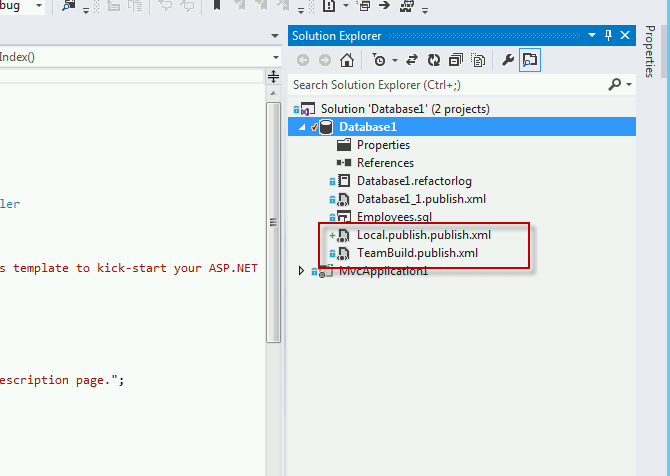 bug
Solution Explorer
Index()
Search Solution Explorer (Ctrl+;)
Solution 'Database1' (2 projects)
Database1
Properties
References
Database1.refactorlog
ller
Database1_1.publish.xml
Employees.sql
Local.publish.publish.xml
TeamBuild.publish.xml
s template to kick-start your ASP.NET
MvcApplication1
escription page.";
Properties